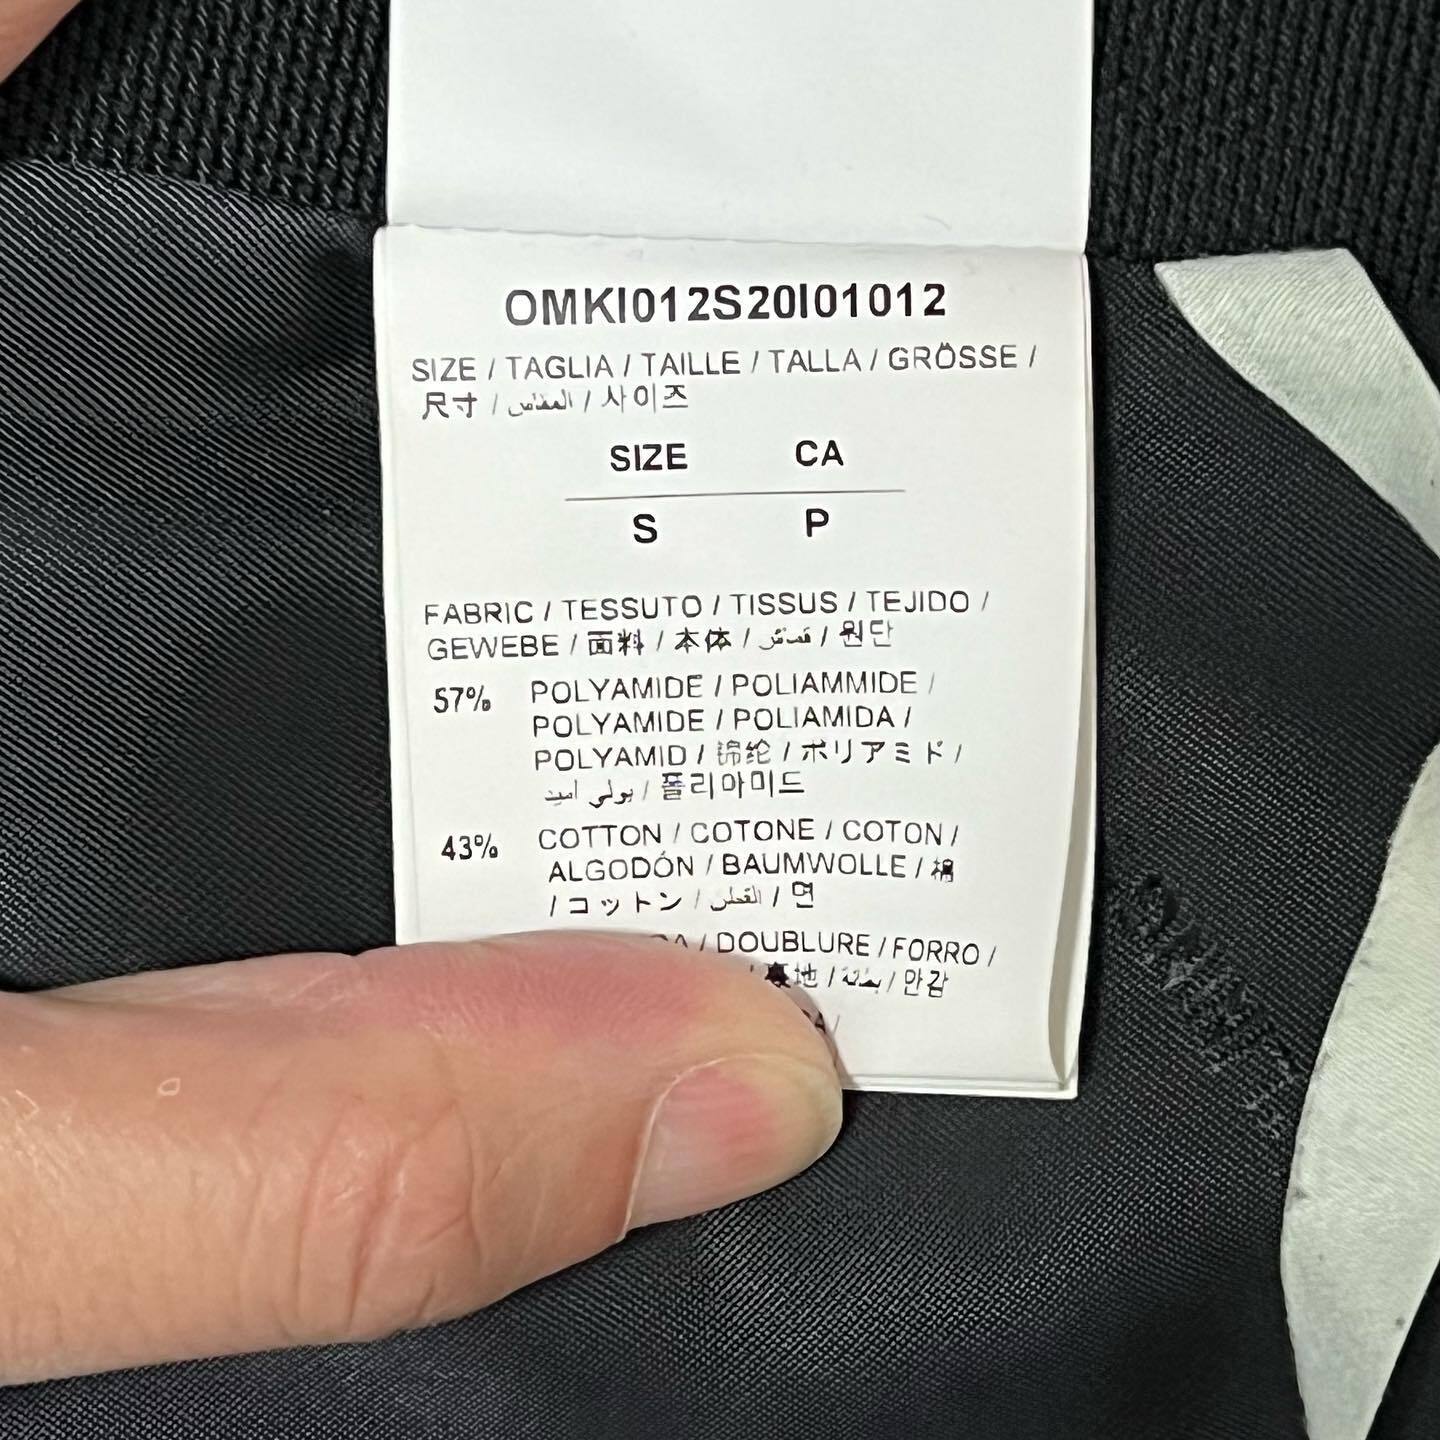 OMKI012S20I01012
SIZE / TAGLIA / TAILLE / TALLA / GRÖSSE /
尺寸 / المقاس / 사이즈
SIZE CA
S P
FABRIC / TESSUTO / TISSUS / TEJIDO /
GEWEBE / 面料 / 本体 / قماش / 원단
57% POLYAMIDE / POLIAMMIDE /
POLYAMIDE / POLIAMIDA /
POLYAMID / 锦纶 / ポリアミド /
بولي أميد / 폴리아미드
43% COTTON / COTONE / COTON /
ALGODÓN / BAUMWOLLE / 棉
/ コットン / القطن / 면
/ DOUBLURE / FORRO /
/ 裏地 / بطانة / 안감